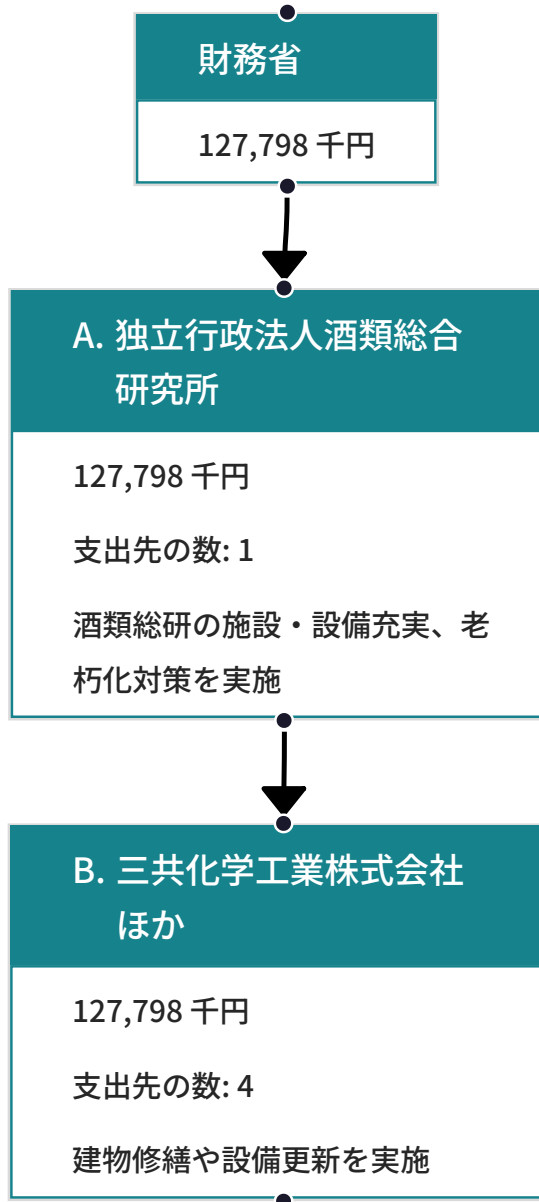 財務省
127,798 千円
A. 独立行政法人酒類総合
研究所
127,798 千円
支出先の数: 1
酒類総研の施設・設備充実、老
朽化対策を実施
B. 三共化学工業株式会社
ほか
127,798 千円
支出先の数: 4
建物修繕や設備更新を実施